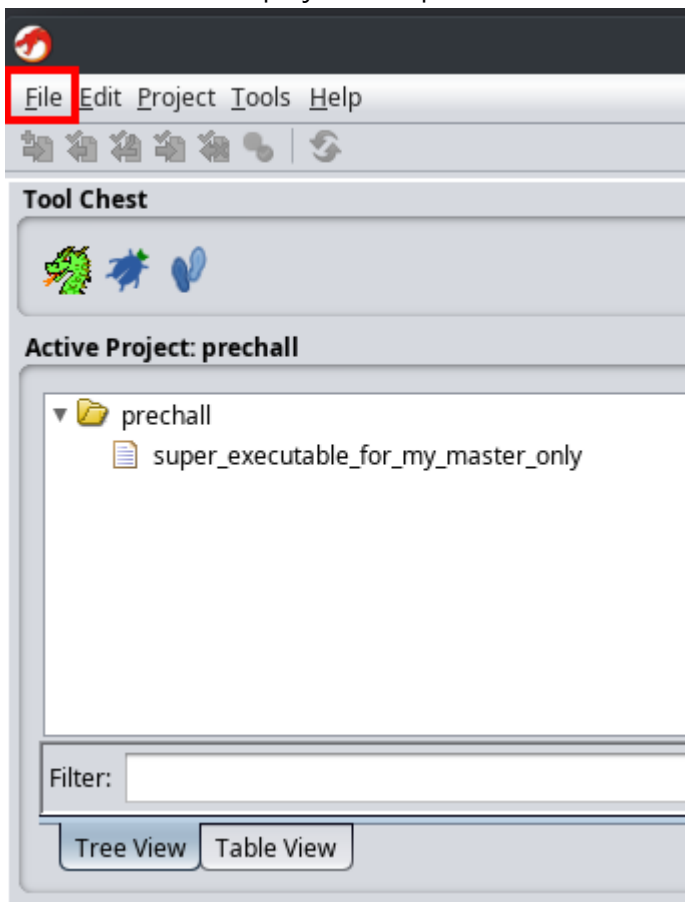 File Edit Project Tools Help
Tool Chest
Active Project: prechall
prechall
super_executable_for_my_master_only
Filter:
Tree View Table View